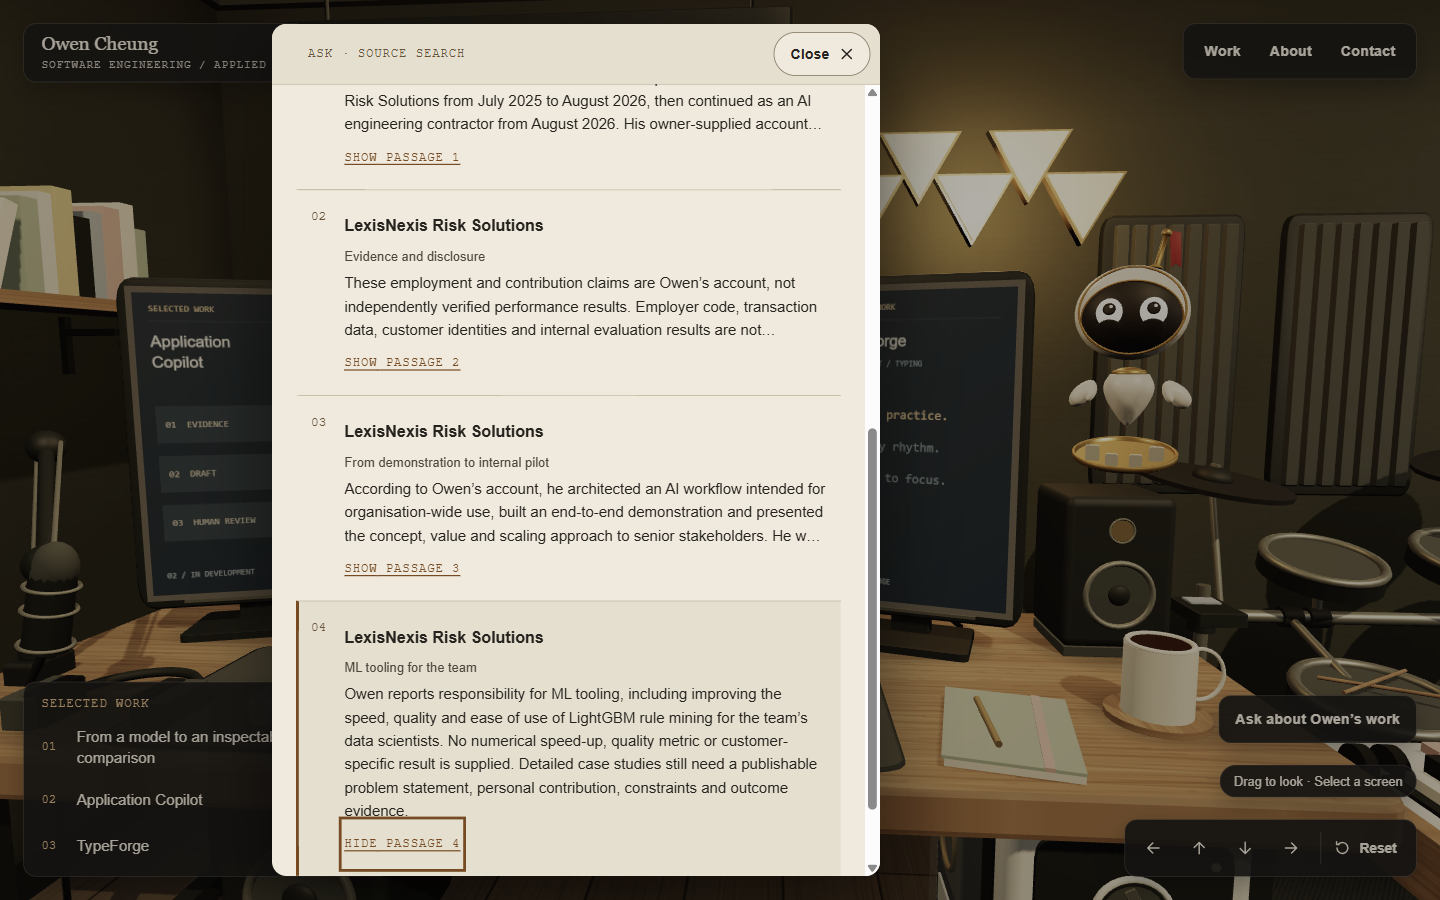 Owen Cheung
SOFTWARE ENGINEERING / APPLIED
ASK · SOURCE SEARCH
Close
Work
About
Contact
Risk Solutions from July 2025 to August 2026, then continued as an AI
engineering contractor from August 2026. His owner-supplied account…
SHOW PASSAGE 1
02
LexisNexis Risk Solutions
Evidence and disclosure
These employment and contribution claims are Owen’s account, not
independently verified performance results. Employer code, transaction
data, customer identities and internal evaluation results are not…
SHOW PASSAGE 2
03
LexisNexis Risk Solutions
From demonstration to internal pilot
According to Owen’s account, he architected an AI workflow intended for
organisation-wide use, built an end-to-end demonstration and presented
the concept, value and scaling approach to senior stakeholders. He w…
SHOW PASSAGE 3
04
LexisNexis Risk Solutions
ML tooling for the team
Owen reports responsibility for ML tooling, including improving the
speed, quality and ease of use of LightGBM rule mining for the team’s
data scientists. No numerical speed-up, quality metric or customer-
specific result is supplied. Detailed case studies still need a publishable
problem statement, personal contribution, constraints and outcome
evidence.
HIDE PASSAGE 4
SELECTED WORK
Application
Copilot
01 EVIDENCE
02 DRAFT
03 HUMAN REVIEW
02 / IN DEVELOPMENT
/ TYPING
practice.
rhythm.
to focus.
SELECTED WORK
01 From a model to an
comparison
02 Application Copilot
03 TypeForge
Ask about Owen’s work
Drag to look · Select a screen
Reset